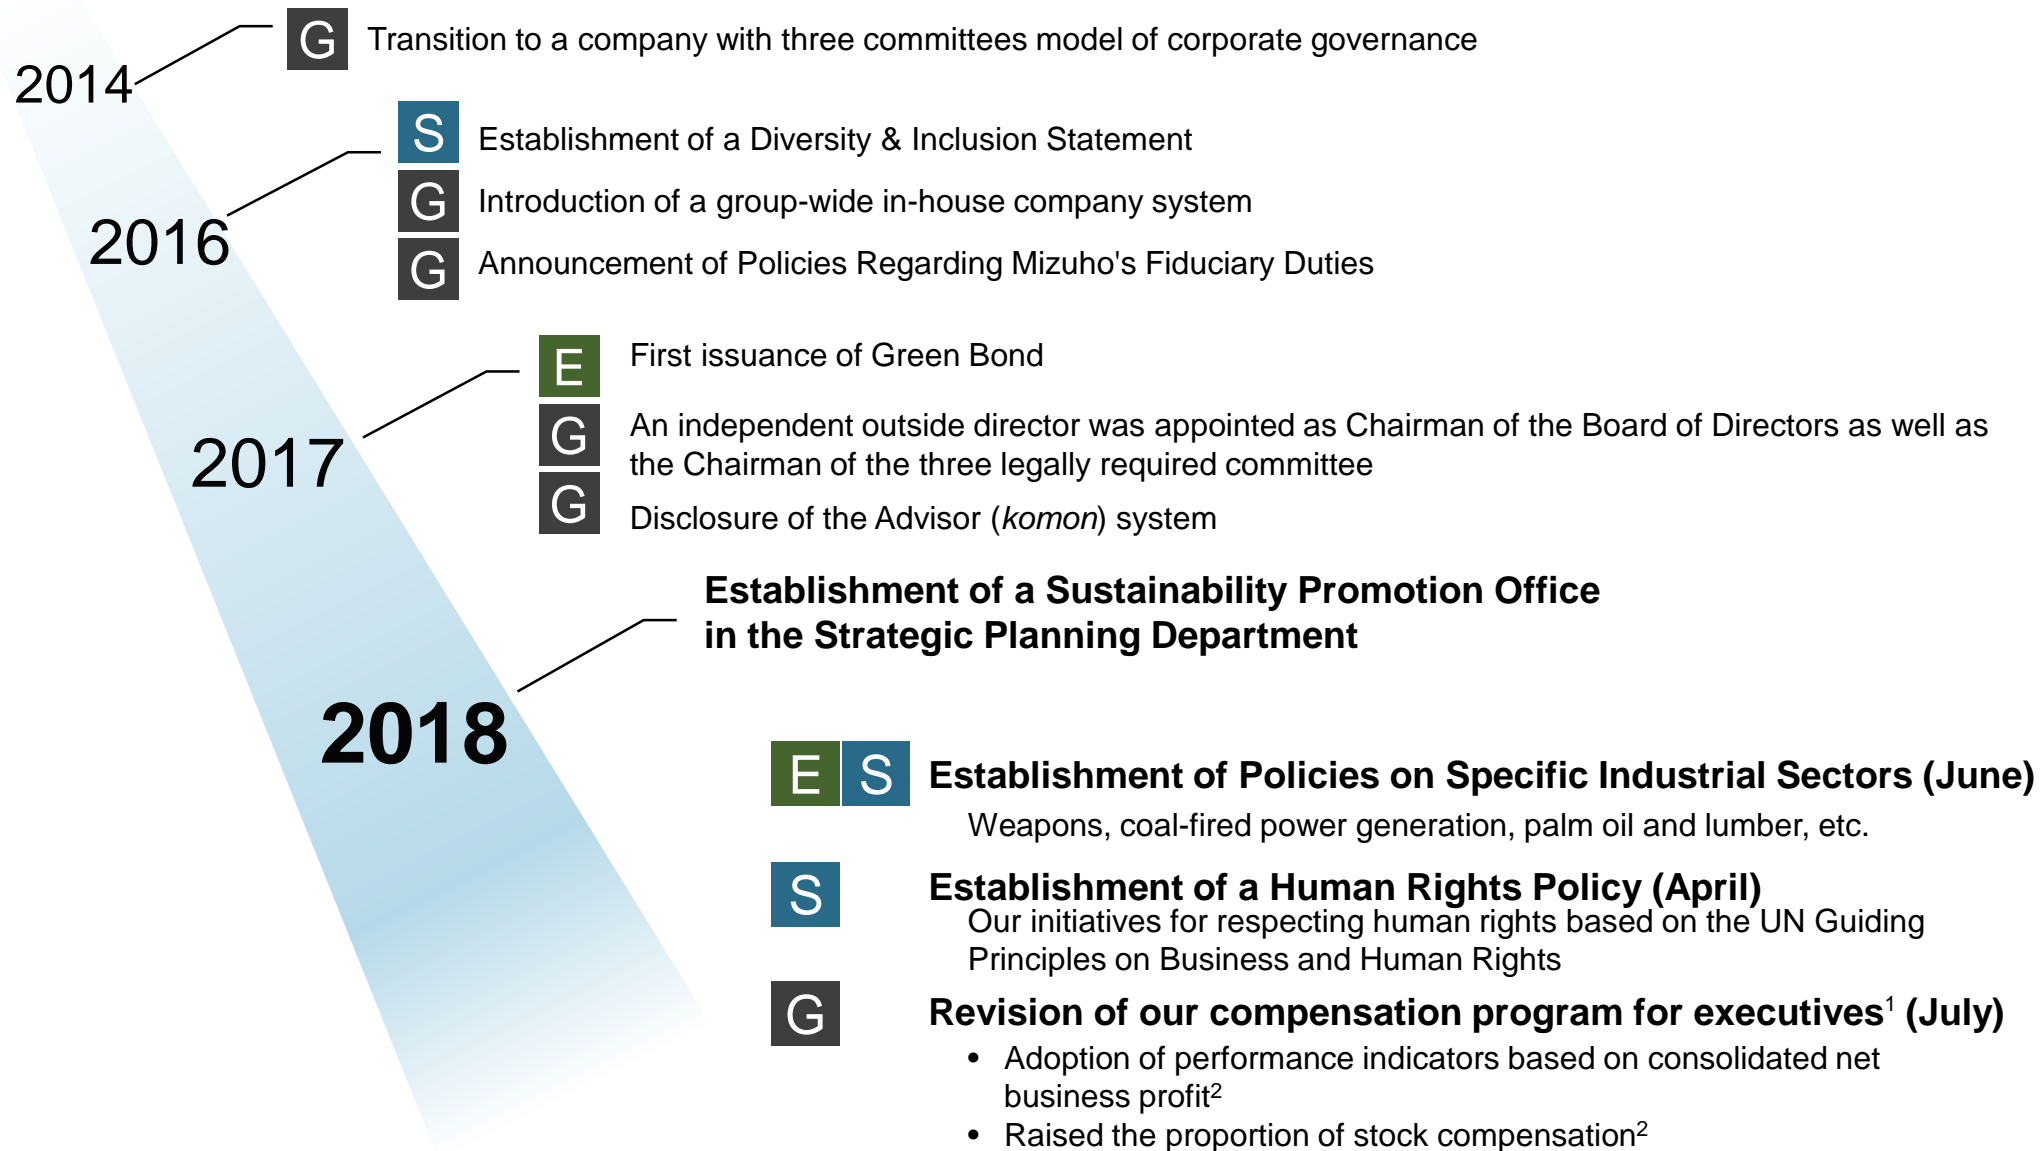 2014
G Transition to a company with three committees model of corporate governance
2016
S Establishment of a Diversity & Inclusion Statement
G Introduction of a group-wide in-house company system
G Announcement of Policies Regarding Mizuho's Fiduciary Duties
2017
E First issuance of Green Bond
G An independent outside director was appointed as Chairman of the Board of Directors as well as
the Chairman of the three legally required committee
G Disclosure of the Advisor (komon) system
2018
Establishment of a Sustainability Promotion Office
in the Strategic Planning Department
E S Establishment of Policies on Specific Industrial Sectors (June)
Weapons, coal-fired power generation, palm oil and lumber, etc.
S Establishment of a Human Rights Policy (April)
Our initiatives for respecting human rights based on the UN Guiding
Principles on Business and Human Rights
G Revision of our compensation program for executives¹ (July)
• Adoption of performance indicators based on consolidated net
business profit²
• Raised the proportion of stock compensation²